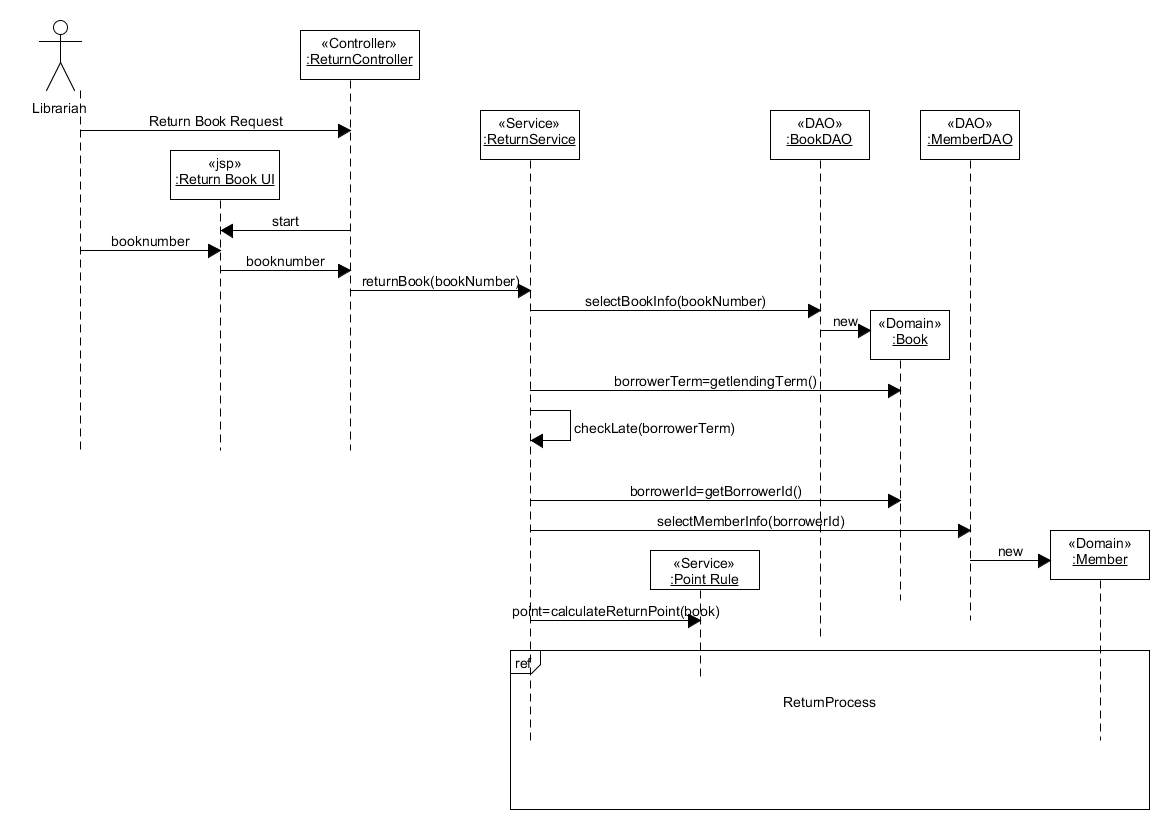 «Controller»
:ReturnController
Librarian
Return Book Request
«Service»
:ReturnService
«DAO»
:BookDAO
«DAO»
:MemberDAO
«jsp»
:Return Book UI
start
booknumber
booknumber
returnBook(bookNumber)
selectBookInfo(bookNumber)
new
«Domain»
:Book
borrowerTerm=getlendingTerm()
checkLate(borrowerTerm)
borrowerId=getBorrowerId()
selectMemberInfo(borrowerId)
new
«Domain»
:Member
«Service»
:Point Rule
point=calculateReturnPoint(book)
ref
ReturnProcess